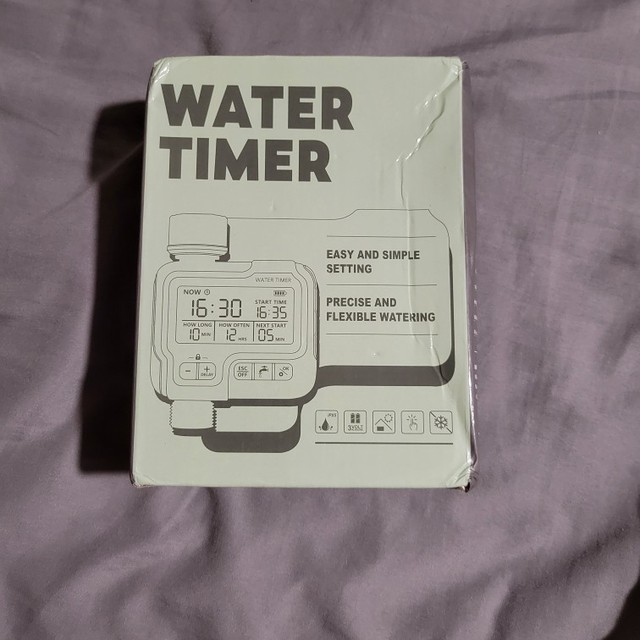 WATER
TIMER
EASY AND SIMPLE
SETTING
PRECISE AND
FLEXIBLE WATERING
WATER TIMER
NOW
16:30
START TIME
16:35
HOW LONG
10 MIN
HOW OFTEN
12 HRS
NEXT START
05 MIN
- + ESC
OFF
OK
DELAY